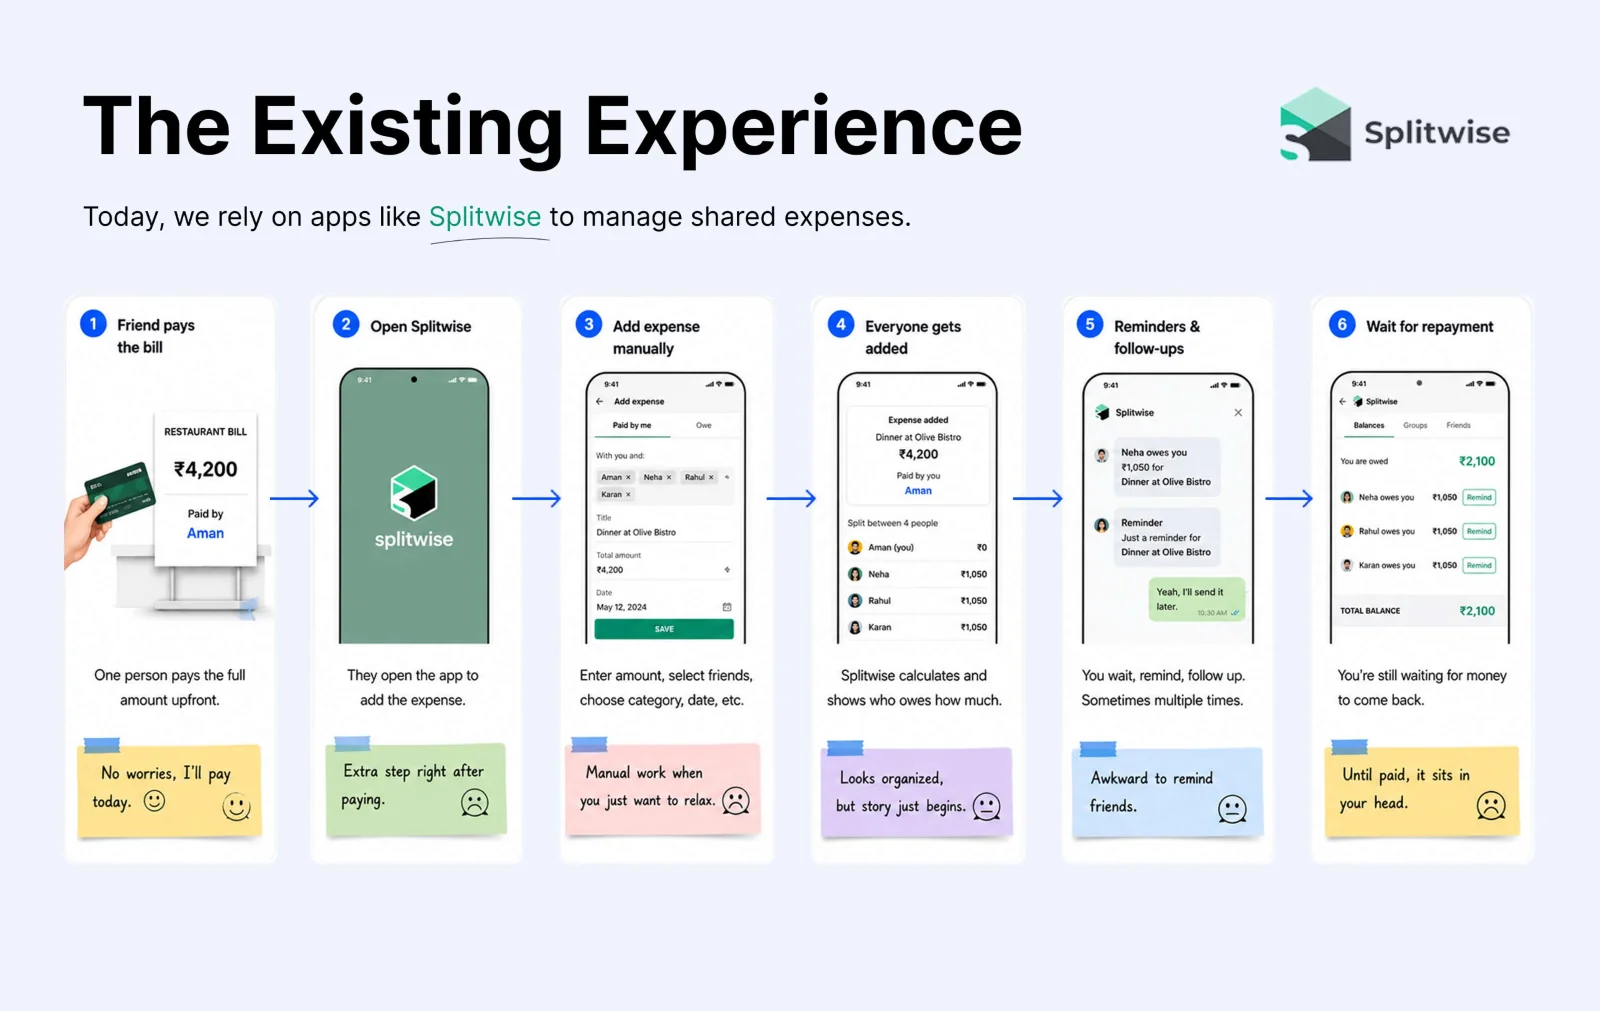 The Existing Experience
Splitwise
Today, we rely on apps like Splitwise to manage shared expenses.
1
Friend pays
the bill
RESTAURANT BILL
₹4,200
Paid by
Aman
One person pays the full
amount upfront.
No worries, I'll pay
today.
2
Open Splitwise
9:41
splitwise
They open the app to
add the expense.
Extra step right after
paying.
3
Add expense
manually
9:41
Add expense
Paid by me
Owe
With you and:
Aman ×
Neha ×
Rahul ×
Karan ×
Title
Dinner at Olive Bistro
Total amount
₹4,200
Date
May 12, 2024
SAVE
Enter amount, select friends,
choose category, date, etc.
Manual work when
you just want to relax.
4
Everyone gets
added
9:41
Expense added
Dinner at Olive Bistro
₹4,200
Paid by you
Aman
Split between 4 people
Aman (you) ₹0
Neha ₹1,050
Rahul ₹1,050
Karan ₹1,050
Splitwise calculates and
shows who owes how much.
Looks organized,
but story just begins.
5
Reminders &
follow-ups
9:41
Splitwise
Neha owes you
₹1,050 for
Dinner at Olive Bistro
Reminder
Just a reminder for
Dinner at Olive Bistro
Yeah, I'll send it
later.
10:30 AM
You wait, remind, follow up.
Sometimes multiple times.
Awkward to remind
friends.
6
Wait for repayment
9:41
Splitwise
Balances
Groups
Friends
You are owed ₹2,100
Neha owes you ₹1,050 Remind
Rahul owes you ₹1,050 Remind
Karan owes you ₹1,050 Remind
TOTAL BALANCE ₹2,100
You're still waiting for money
to come back.
Until paid, it sits in
your head.